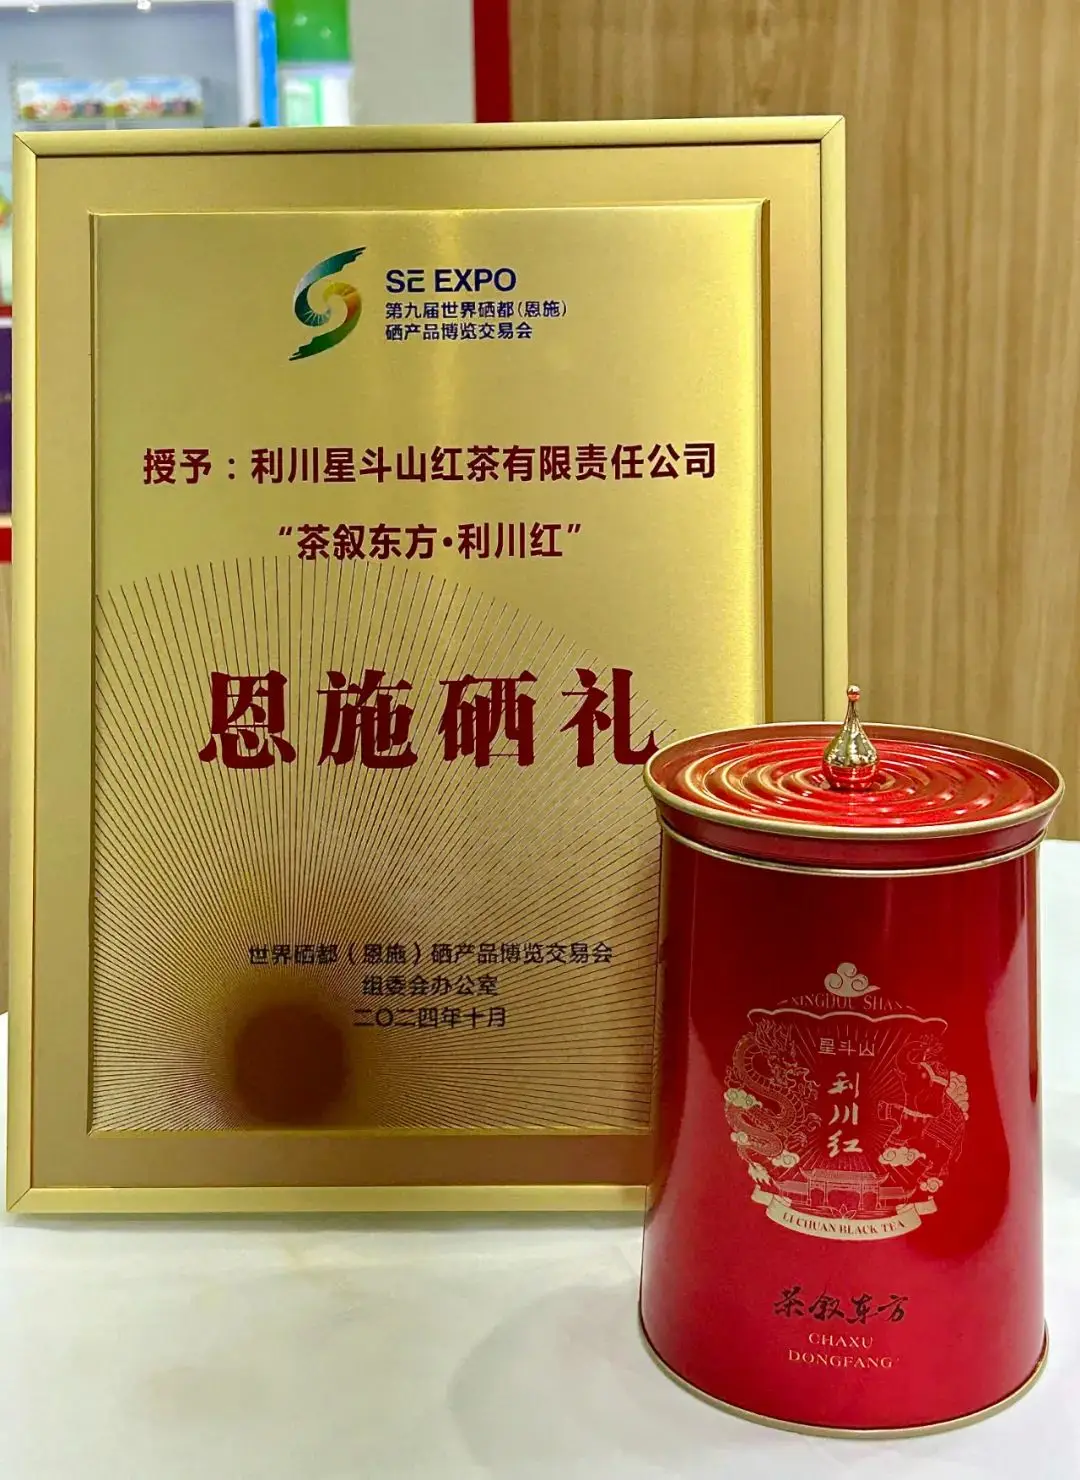 SE EXPO
第九届世界硒都(恩施)
硒产品博览交易会
授予：利川星斗山红茶有限责任公司
“茶叙东方·利川红”
恩施硒礼
世界硒都（恩施）硒产品博览交易会
组委会办公室
二〇二四年十月
XINGDOU SHAN
星斗山
利川红
LI CHUAN BLACK TEA
茶叙东方
CHAXU
DONGFANG